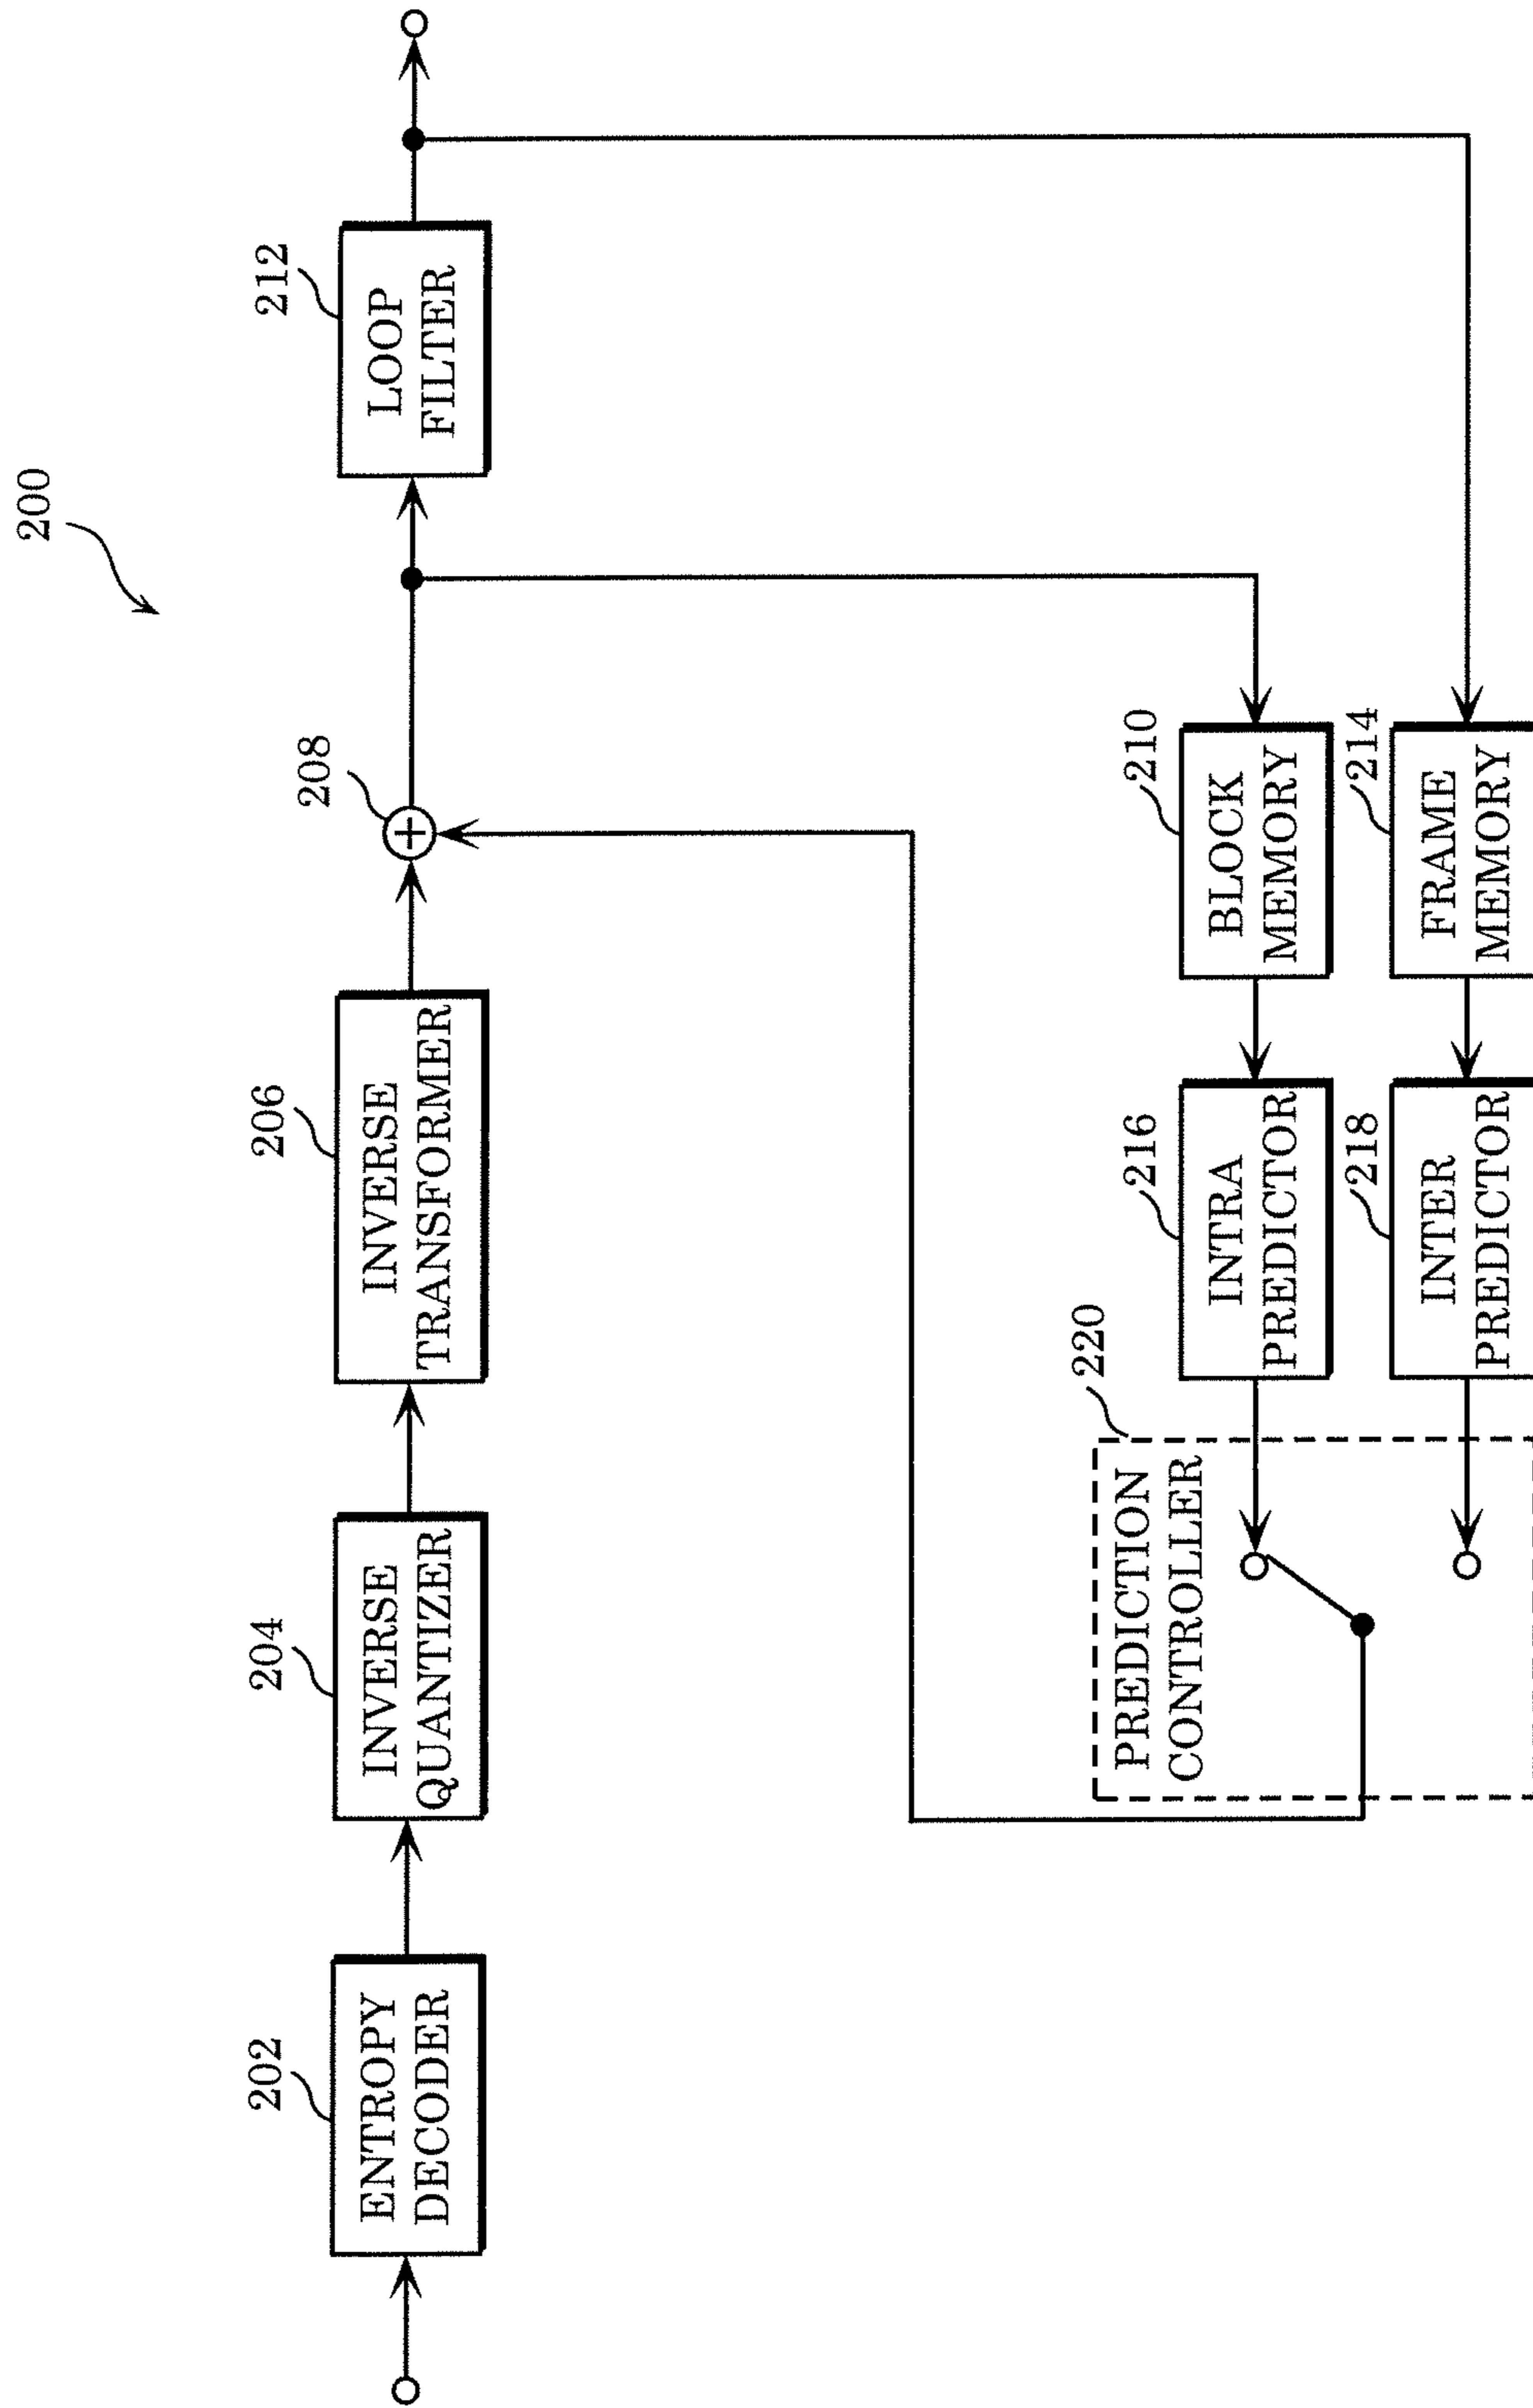 200
202
ENTROPY
DECODER
204
INVERSE
QUANTIZER
206
INVERSE
TRANSFORMER
208
+
212
LOOP
FILTER
220
PREDICTION
CONTROLLER
216
INTRA
PREDICTOR
210
BLOCK
MEMORY
218
INTER
PREDICTOR
214
FRAME
MEMORY